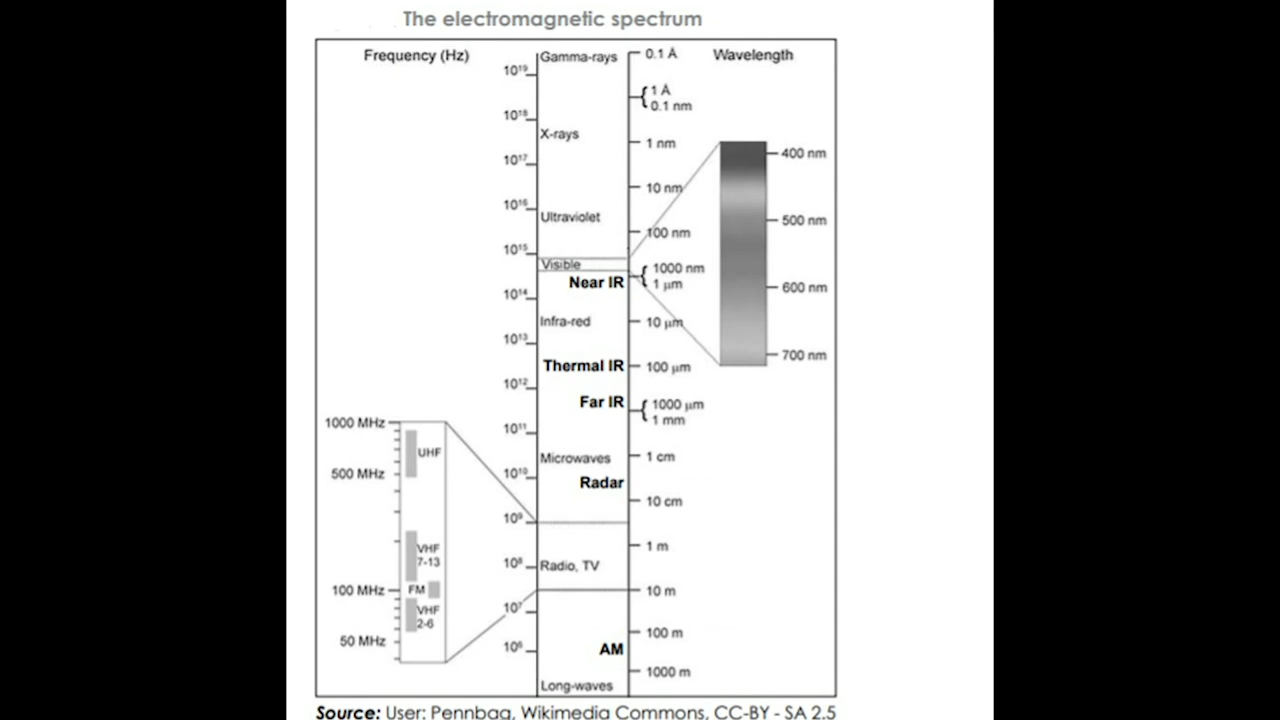 The electromagnetic spectrum
Frequency (Hz)
Wavelength
10¹⁹
10¹⁸
10¹⁷
10¹⁶
10¹⁵
10¹⁴
10¹³
10¹²
10¹¹
10¹⁰
10⁹
10⁸
10⁷
10⁶
Gamma-rays
X-rays
Ultraviolet
Visible
Near IR
Infra-red
Thermal IR
Far IR
Microwaves
Radar
Radio, TV
AM
Long-waves
0.1 Å
1 Å
0.1 nm
1 nm
10 nm
100 nm
1000 nm
1 µm
10 µm
100 µm
1000 µm
1 mm
1 cm
10 cm
1 m
10 m
100 m
1000 m
400 nm
500 nm
600 nm
700 nm
1000 MHz
500 MHz
100 MHz
50 MHz
UHF
VHF
7-13
FM
VHF
2-6
Source: User: Pennbag, Wikimedia Commons, CC-BY - SA 2.5